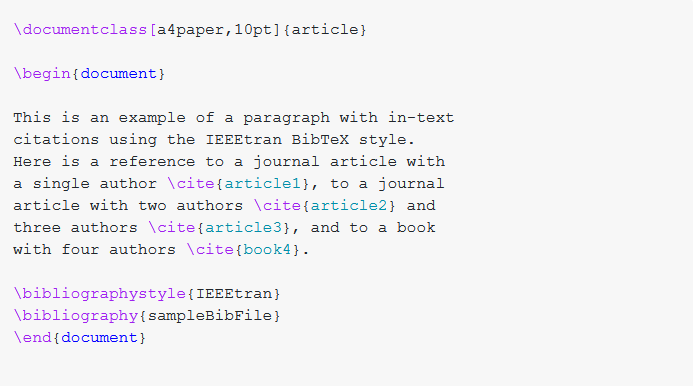 \documentclass[a4paper,10pt]{article}
\begin{document}
This is an example of a paragraph with in-text
citations using the IEEEtran BibTeX style.
Here is a reference to a journal article with
a single author \cite{article1}, to a journal
article with two authors \cite{article2} and
three authors \cite{article3}, and to a book
with four authors \cite{book4}.
\bibliographystyle{IEEEtran}
\bibliography{sampleBibFile}
\end{document}